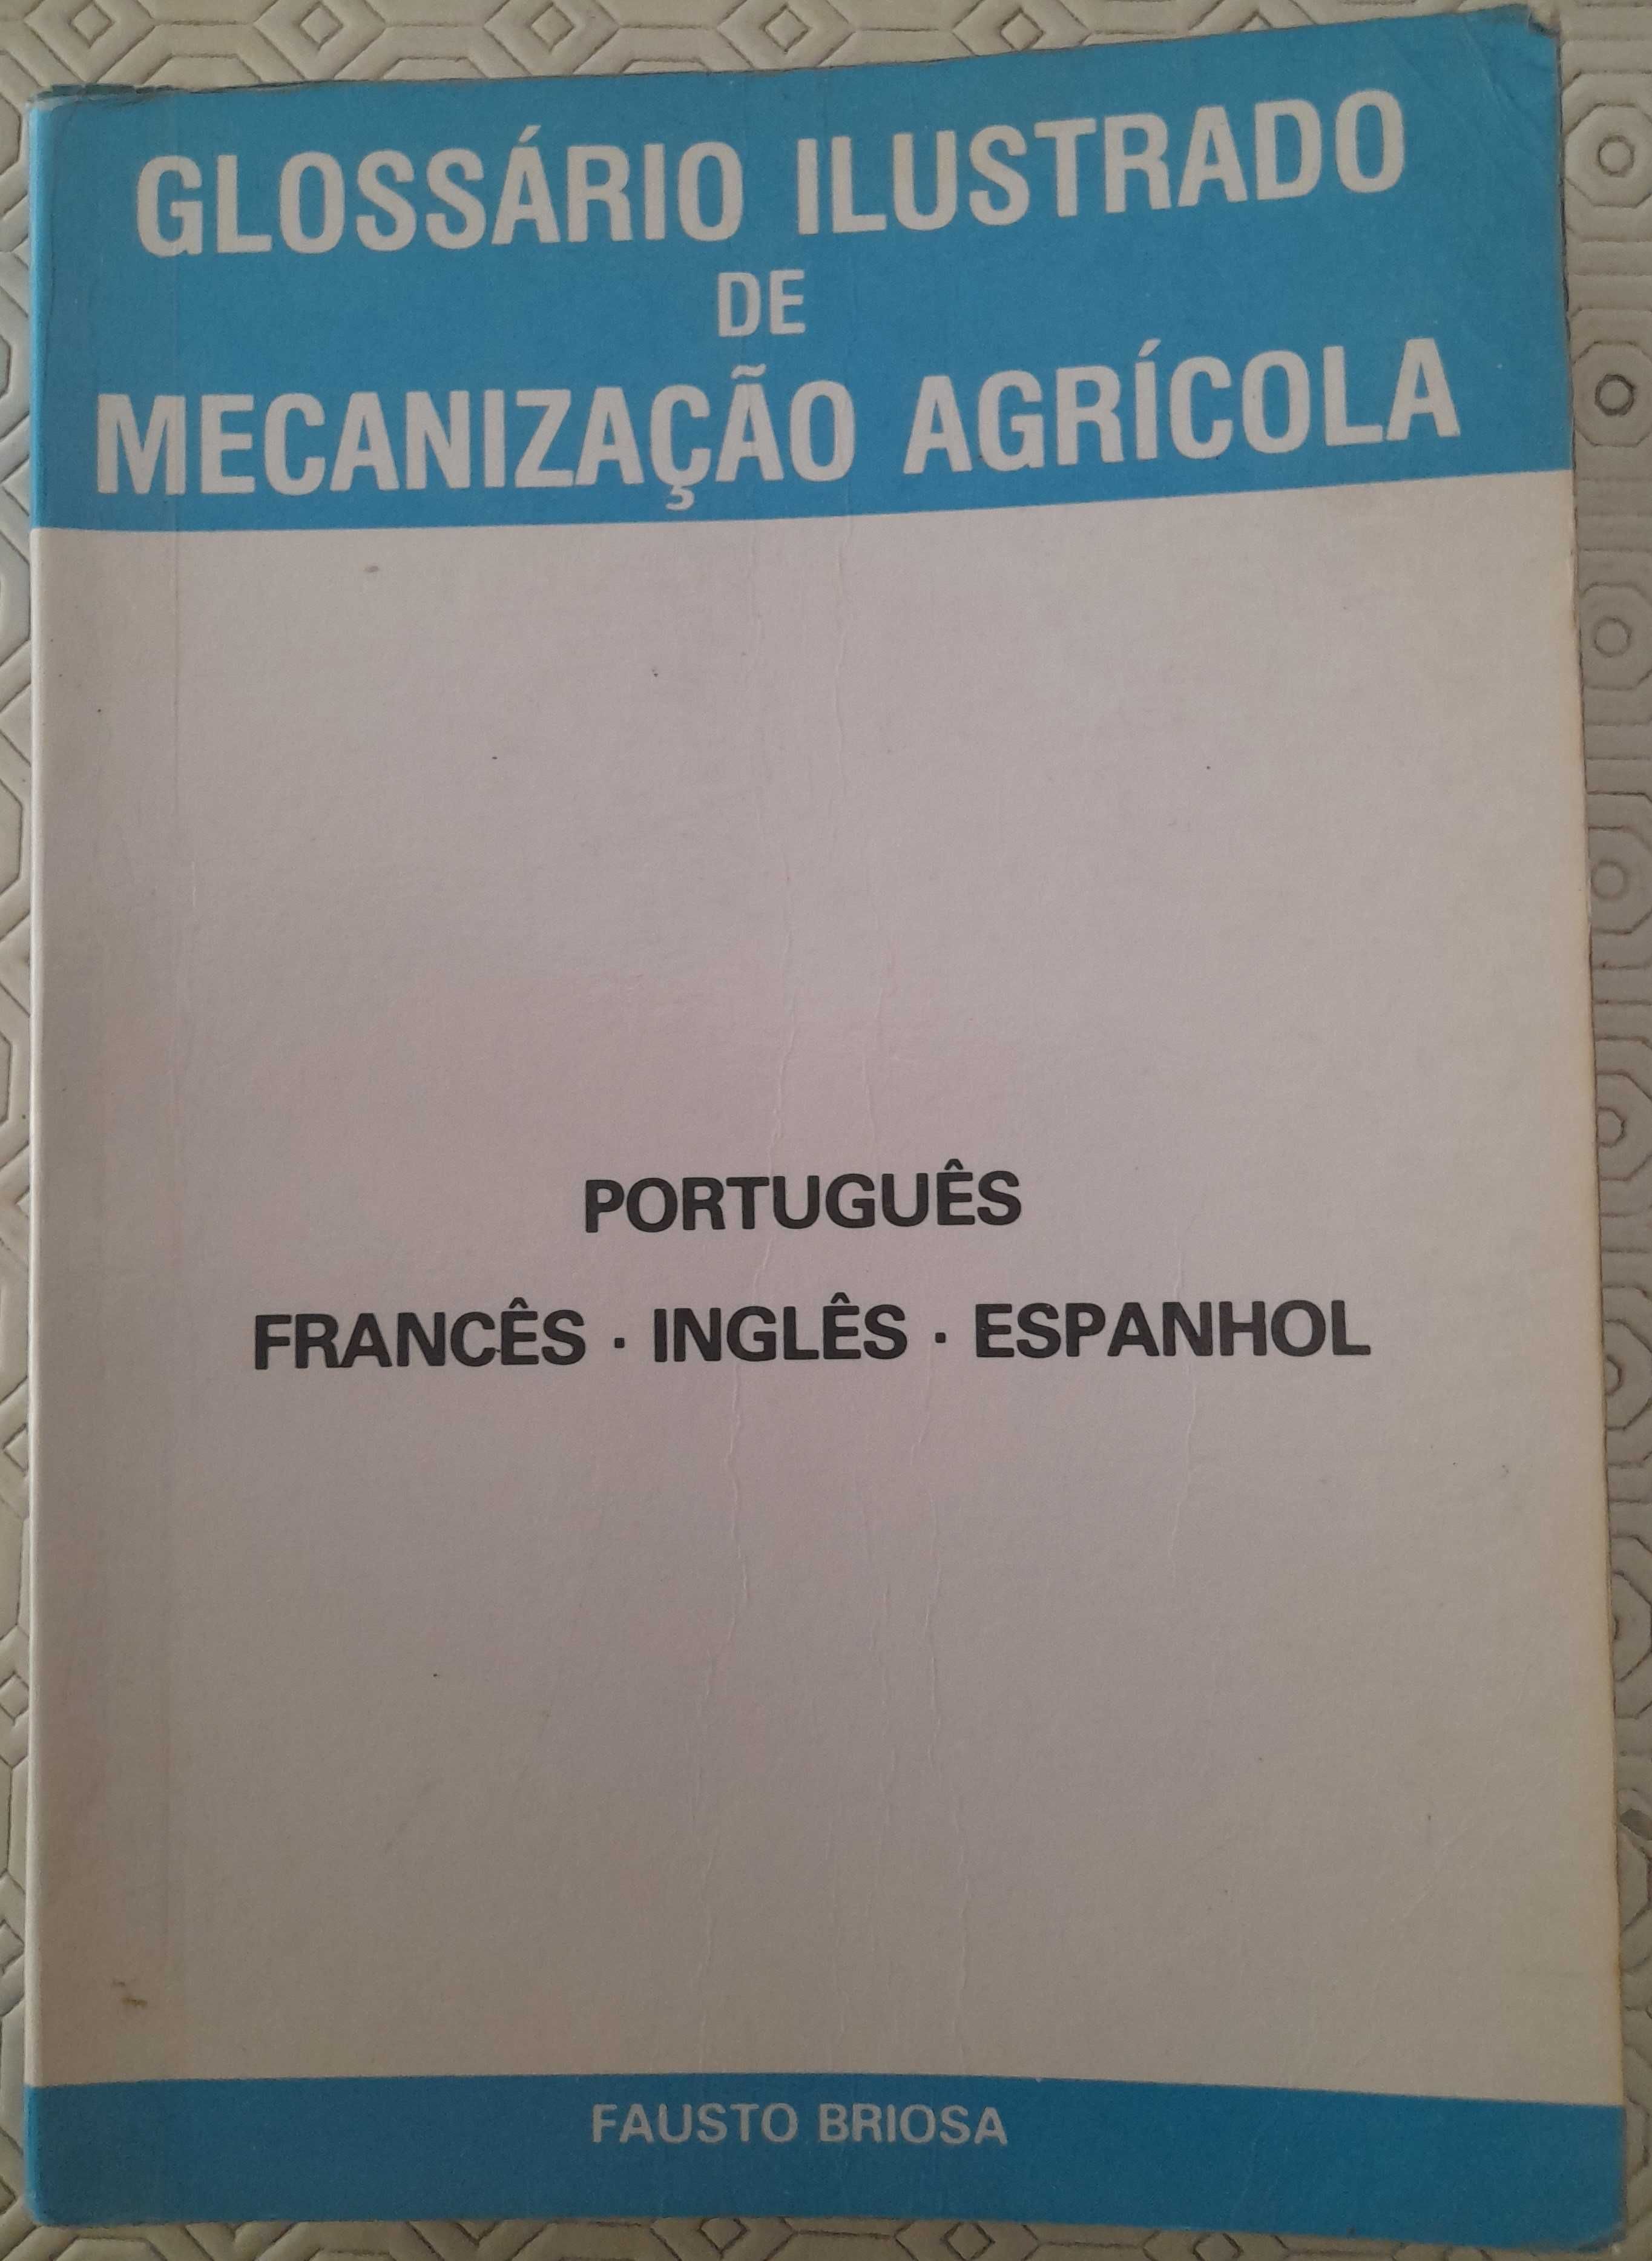 GLOSSÁRIO ILUSTRADO
DE
MECANIZAÇÃO AGRÍCOLA
PORTUGUÊS
FRANCÊS · INGLÊS · ESPANHOL
FAUSTO BRIOSA